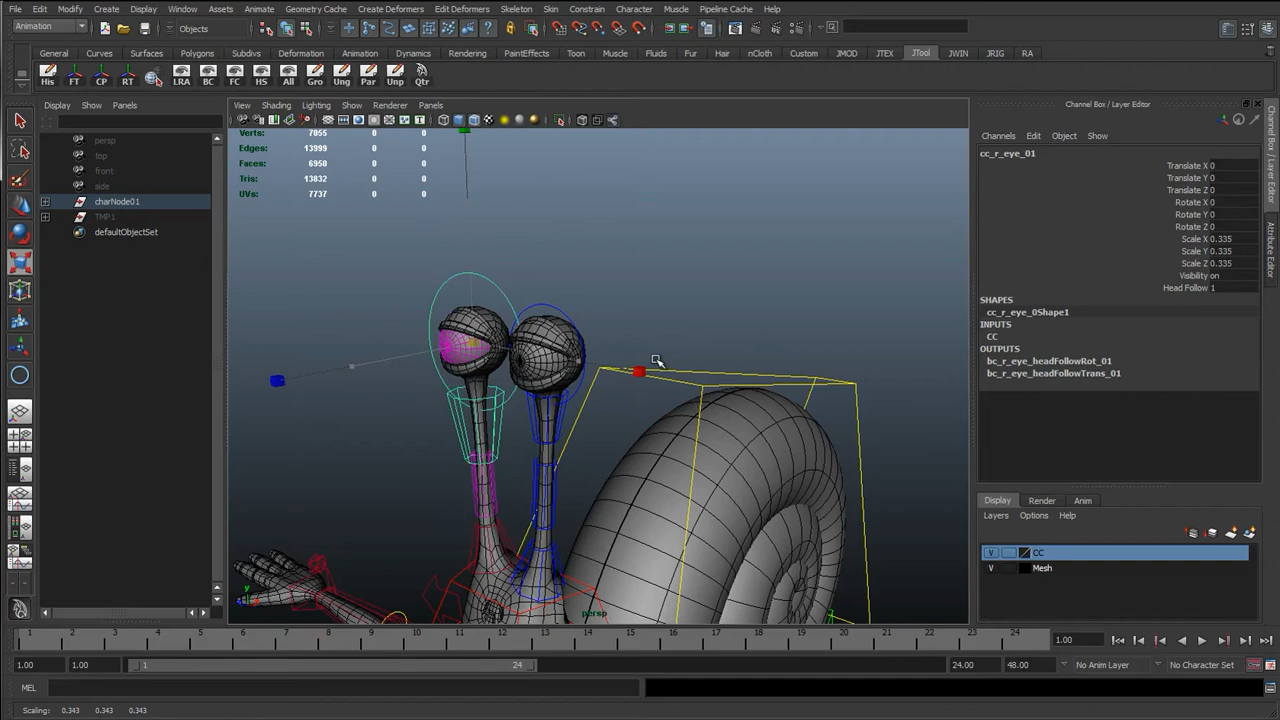 File Edit Modify Create Display Window Assets Animate Geometry Cache Create Deformers Edit Deformers Skeleton Skin Constrain Character Muscle Pipeline Cache Help
Animation Objects
General Curves Surfaces Polygons Subdivs Deformation Animation Dynamics Rendering PaintEffects Toon Muscle Fluids Fur Hair nCloth Custom JMOD JTEX JTool JWIN JRIG RA
His FT CP RT LRA BC FC HS All Gro Ung Par Unp Qtr
Display Show Panels
View Shading Lighting Show Renderer Panels
Channel Box / Layer Editor
persp
top
front
side
charNode01
TMP1
defaultObjectSet
Verts: 7055 0 0
Edges: 13999 0 0
Faces: 6950 0 0
Tris: 13832 0 0
UVs: 7737 0 0
persp
y
Channels Edit Object Show
cc_r_eye_01
Translate X 0
Translate Y 0
Translate Z 0
Rotate X 0
Rotate Y 0
Rotate Z 0
Scale X 0.335
Scale Y 0.335
Scale Z 0.335
Visibility on
Head Follow 1
SHAPES
cc_r_eye_0Shape1
INPUTS
CC
OUTPUTS
bc_r_eye_headFollowRot_01
bc_r_eye_headFollowTrans_01
Channel Box / Layer Editor
Attribute Editor
Display Render Anim
Layers Options Help
V CC
V Mesh
1 2 3 4 5 6 7 8 9 10 11 12 13 14 15 16 17 18 19 20 21 22 23 24 1.00
1.00 1.00 1 24 24.00 48.00 No Anim Layer No Character Set
MEL
Scaling: 0.343 0.343 0.343